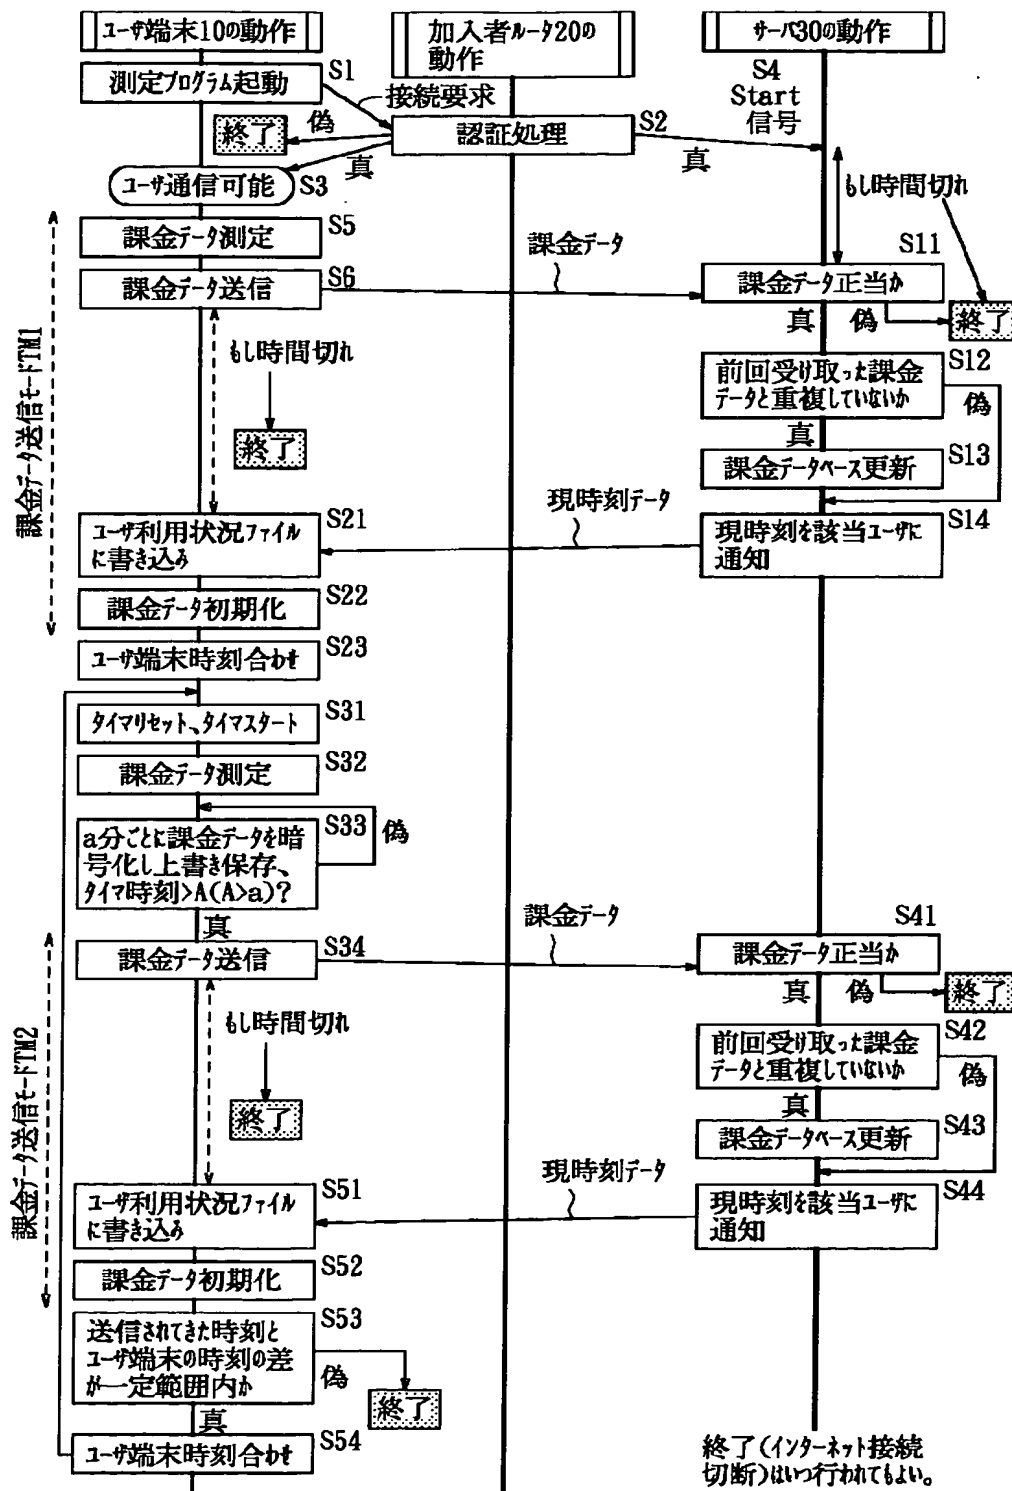 ユーザ端末10の動作
加入者ルータ20の
動作
サーバ30の動作
測定プログラム起動
S1
接続要求
S4
Start
信号
偽
終了
認証処理
S2
真
真
ユーザ通信可能
S3
もし時間切れ
課金データ測定
S5
課金データ送信
S6
課金データ
S11
課金データ正当か
真
偽
終了
もし時間切れ
終了
課金データ送信モードTM1
前回受け取った課金
データと重複していないか
S12
偽
真
課金データベース更新
S13
現時刻データ
ユーザ利用状況ファイル
に書き込み
S21
現時刻を該当ユーザに
通知
S14
課金データ初期化
S22
ユーザ端末時刻合わせ
S23
タイマリセット、タイマスタート
S31
課金データ測定
S32
a分ごとに課金データを暗
号化し上書き保存、
タイマ時刻>A(A>a)?
S33
偽
真
課金データ送信
S34
課金データ
S41
課金データ正当か
真
偽
終了
もし時間切れ
終了
課金データ送信モードTM2
前回受け取った課金
データと重複していないか
S42
偽
真
課金データベース更新
S43
現時刻データ
ユーザ利用状況ファイル
に書き込み
S51
現時刻を該当ユーザに
通知
S44
課金データ初期化
S52
送信されてきた時刻と
ユーザ端末の時刻の差
が一定範囲内か
S53
偽
終了
真
ユーザ端末時刻合わせ
S54
終了(インターネット接続
切断)はいつ行われてもよい。